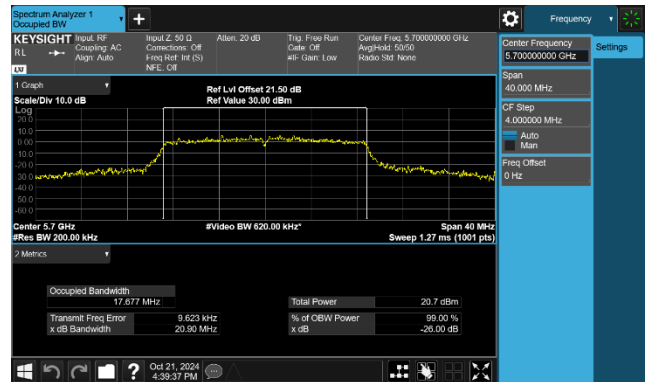 Spectrum Analyzer 1
Occupied BW
+
Frequency
KEYSIGHT
RL
LXI
Input: RF
Coupling: AC
Align: Auto
Input Z: 50 Ω
Corrections: Off
Freq Ref: Int (S)
NFE: Off
Atten: 20 dB
Trig: Free Run
Gate: Off
#IF Gain: Low
Center Freq: 5.700000000 GHz
Avg|Hold: 50/50
Radio Std: None
Center Frequency
5.700000000 GHz
Settings
Span
40.000 MHz
CF Step
4.000000 MHz
Auto
Man
Freq Offset
0 Hz
1 Graph
Scale/Div 10.0 dB
Ref Lvl Offset 21.50 dB
Ref Value 30.00 dBm
Log
20.0
10.0
0.00
-10.0
-20.0
-30.0
-40.0
-50.0
-60.0
Center 5.7 GHz
#Video BW 620.00 kHz*
Span 40 MHz
#Res BW 200.00 kHz
Sweep 1.27 ms (1001 pts)
2 Metrics
Occupied Bandwidth
17.677 MHz
Total Power 20.7 dBm
Transmit Freq Error 9.623 kHz
% of OBW Power 99.00 %
x dB Bandwidth 20.90 MHz
x dB -26.00 dB
?
Oct 21, 2024
4:39:37 PM